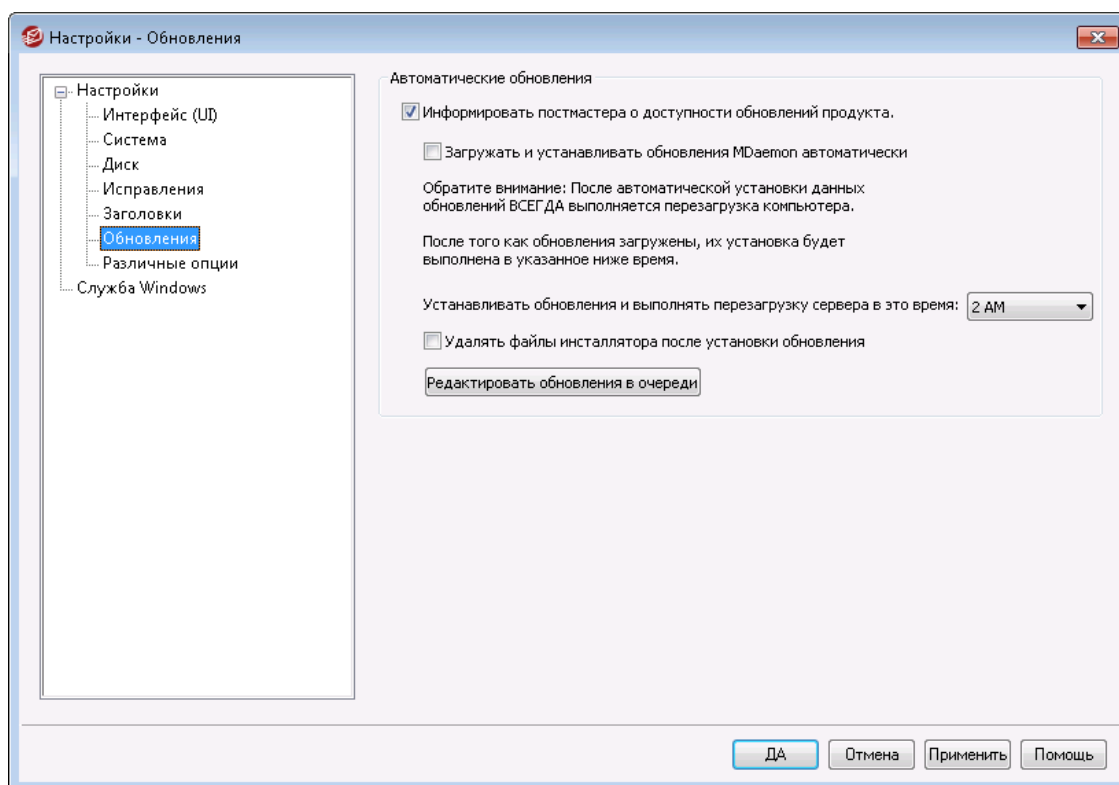 Настройки - Обновления
Настройки
Интерфейс (UI)
Система
Диск
Исправления
Заголовки
Обновления
Различные опции
Служба Windows
Автоматические обновления
Информировать постмастера о доступности обновлений продукта.
Загружать и устанавливать обновления MDaemon автоматически
Обратите внимание: После автоматической установки данных
обновлений ВСЕГДА выполняется перезагрузка компьютера.
После того как обновления загружены, их установка будет
выполнена в указанное ниже время.
Устанавливать обновления и выполнять перезагрузку сервера в это время: 2 AM
Удалять файлы инсталлятора после установки обновления
Редактировать обновления в очереди
ДА Отмена Применить Помощь